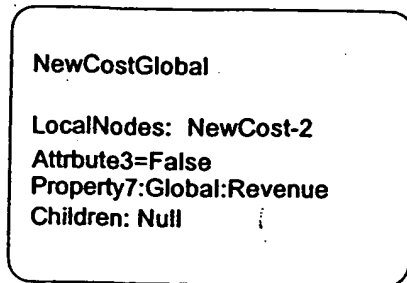 NewCostGlobal
LocalNodes: NewCost-2
Attrbute3=False
Property7:Global:Revenue
Children: Null